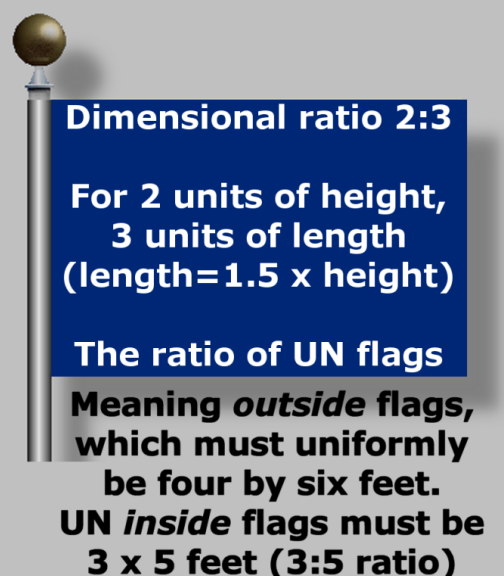 Dimensional ratio 2:3
For 2 units of height,
3 units of length
(length=1.5 x height)
The ratio of UN flags
Meaning outside flags,
which must uniformly
be four by six feet.
UN inside flags must be
3 x 5 feet (3:5 ratio)